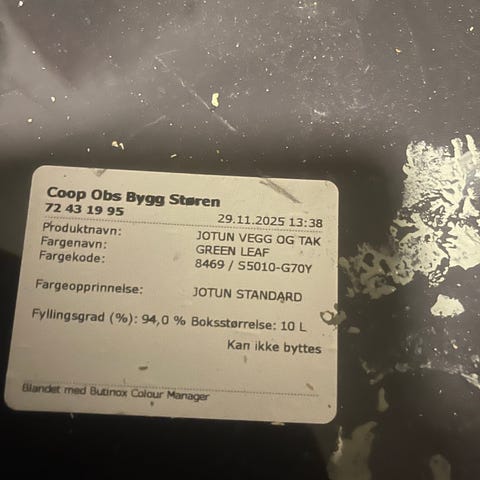 Coop Obs Bygg Støren
72 43 19 95
29.11.2025 13:38
Produktnavn: JOTUN VEGG OG TAK
Fargenavn: GREEN LEAF
Fargekode: 8469 / S5010-G70Y
Fargeopprinnelse: JOTUN STANDARD
Fyllingsgrad (%): 94,0 % Boksstørrelse: 10 L
Kan ikke byttes
Blandet med Butinox Colour Manager